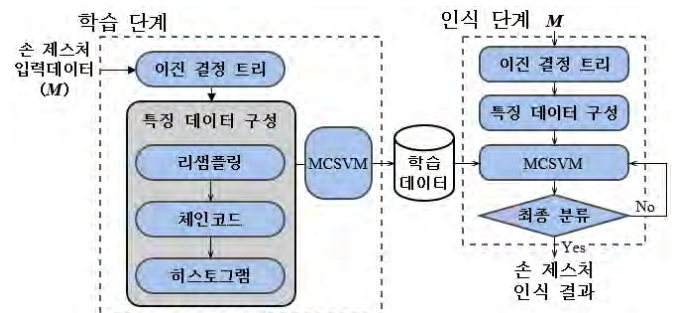 학습 단계
손 제스처
입력데이터
(M)
이진 결정 트리
특징 데이터 구성
리샘플링
체인코드
히스토그램
MCSVM
학습
데이터
인식 단계 M
이진 결정 트리
특징 데이터 구성
MCSVM
최종 분류
No
Yes
손 제스처
인식 결과